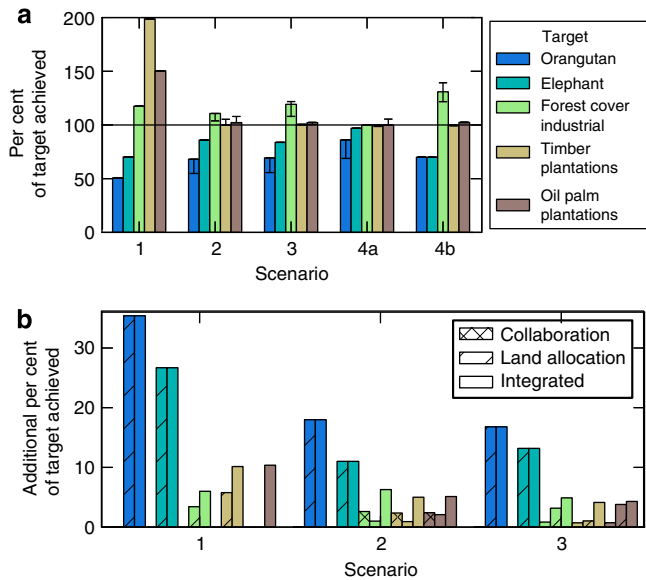 a
Per cent
of target achieved
200
150
100
50
0
1
2
3
4a
4b
Scenario
Target
Orangutan
Elephant
Forest cover
industrial
Timber
plantations
Oil palm
plantations
b
Additional per cent
of target achieved
30
20
10
0
1
2
3
Scenario
Collaboration
Land allocation
Integrated